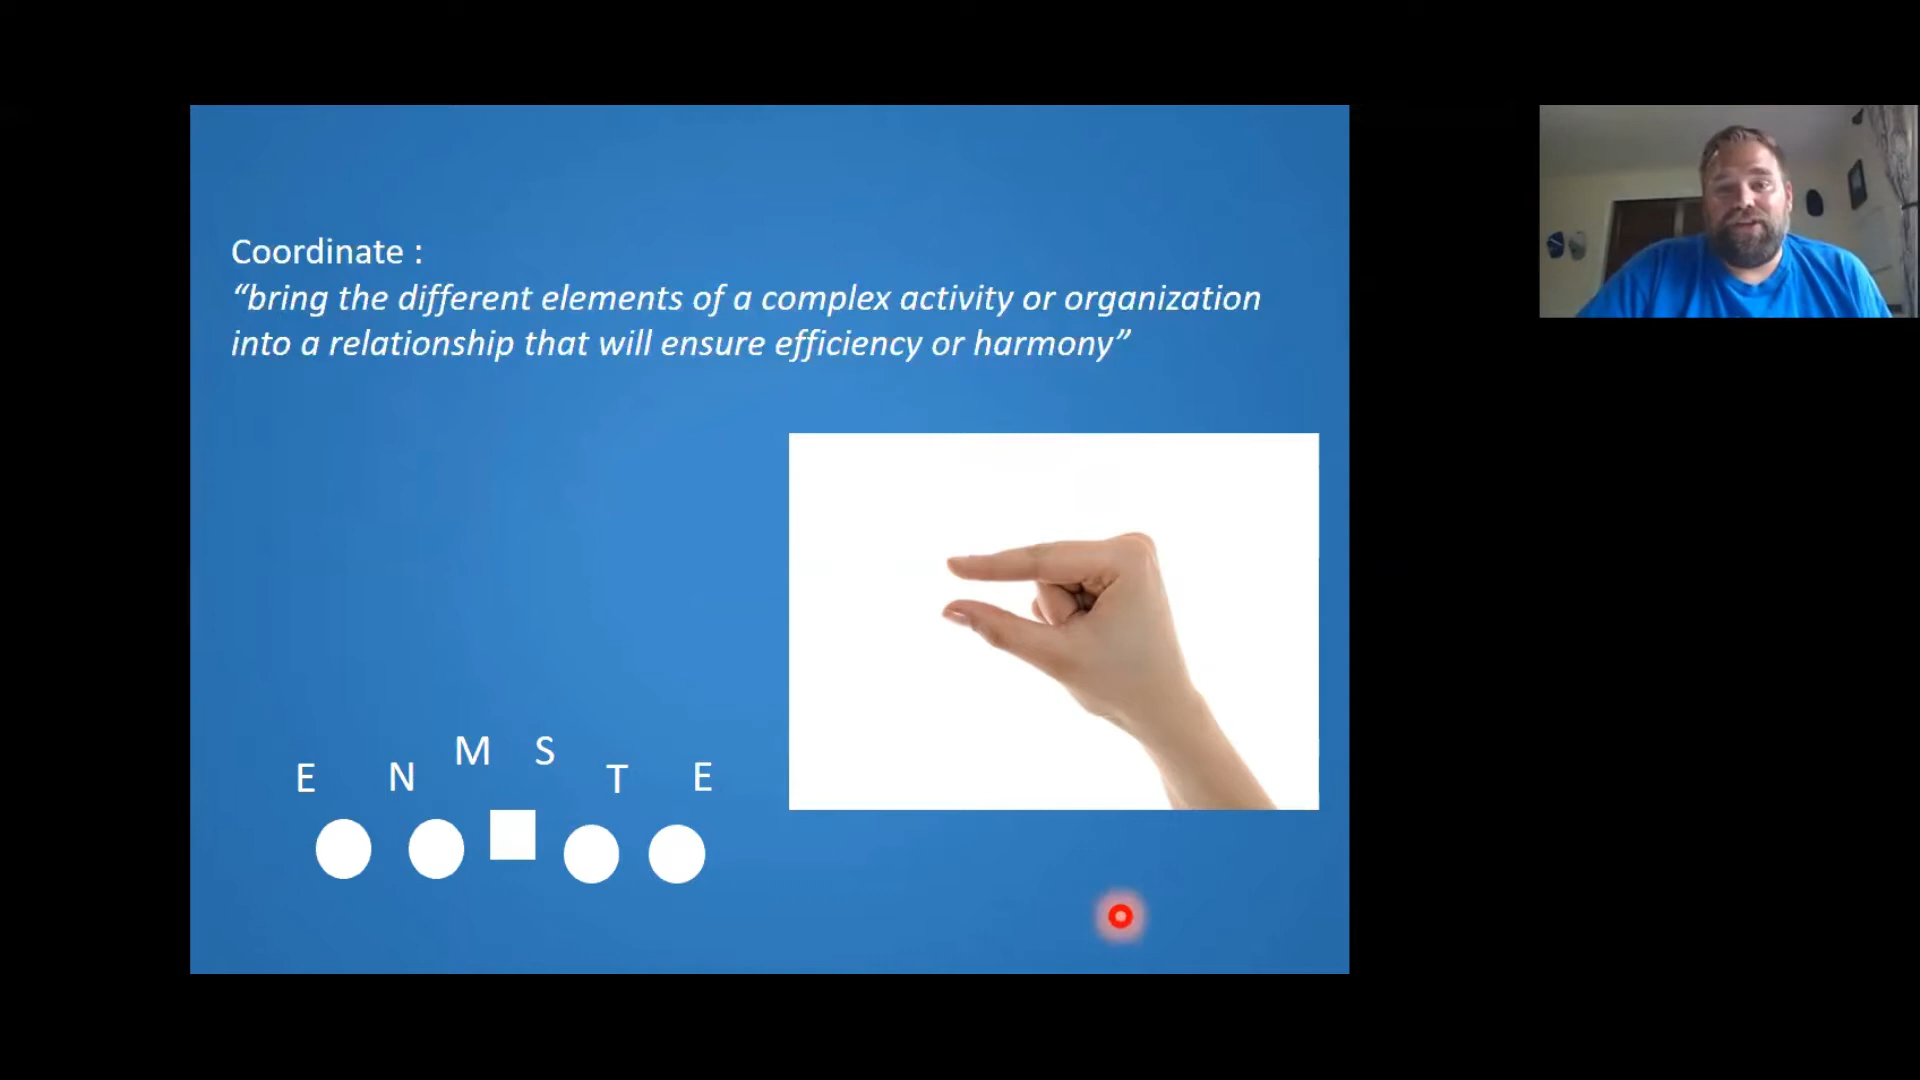 Coordinate :
“bring the different elements of a complex activity or organization
into a relationship that will ensure efficiency or harmony”
M S
E N T E